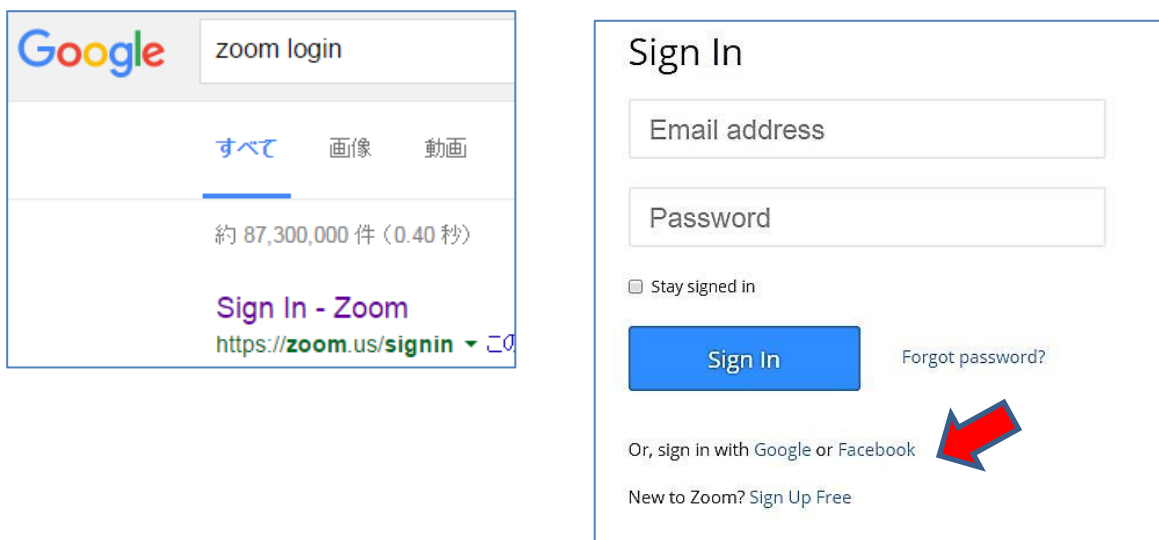 Google zoom login
すべて 画像 動画
約 87,300,000 件 (0.40 秒)
Sign In - Zoom
https://zoom.us/signin ▼ この
Sign In
Email address
Password
Stay signed in
Sign In Forgot password?
Or, sign in with Google or Facebook
New to Zoom? Sign Up Free